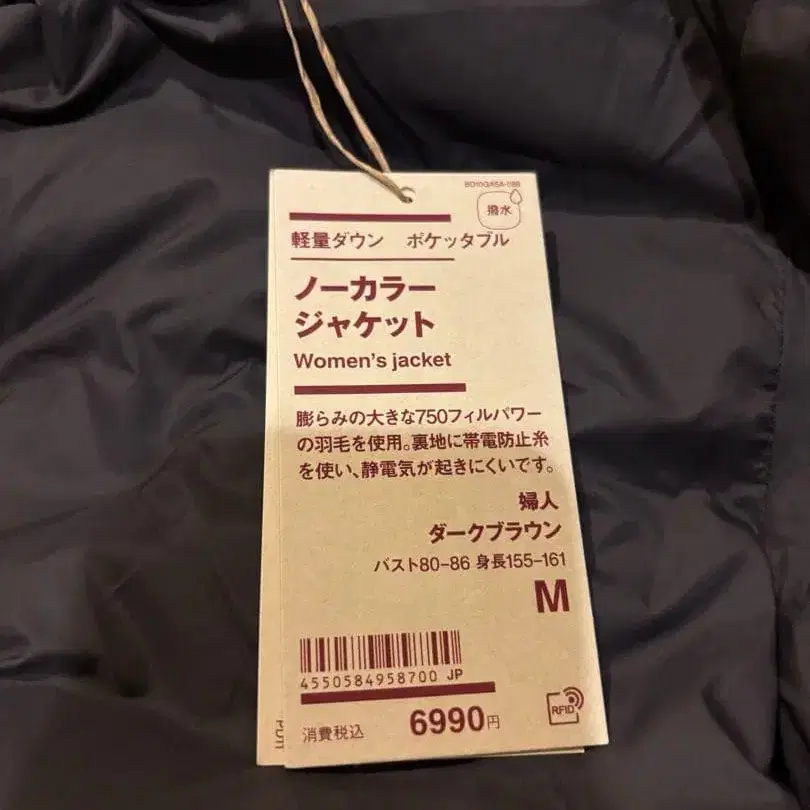 撥水
軽量ダウン ポケッタブル
ノーカラー
ジャケット
Women's jacket
膨らみの大きな750フィルパワー
の羽毛を使用。裏地に帯電防止糸
を使い、静電気が起きにくいです。
婦人
ダークブラウン
バスト80-86 身長155-161
M
4550584958700 JP
消費税込 6990円
RFID